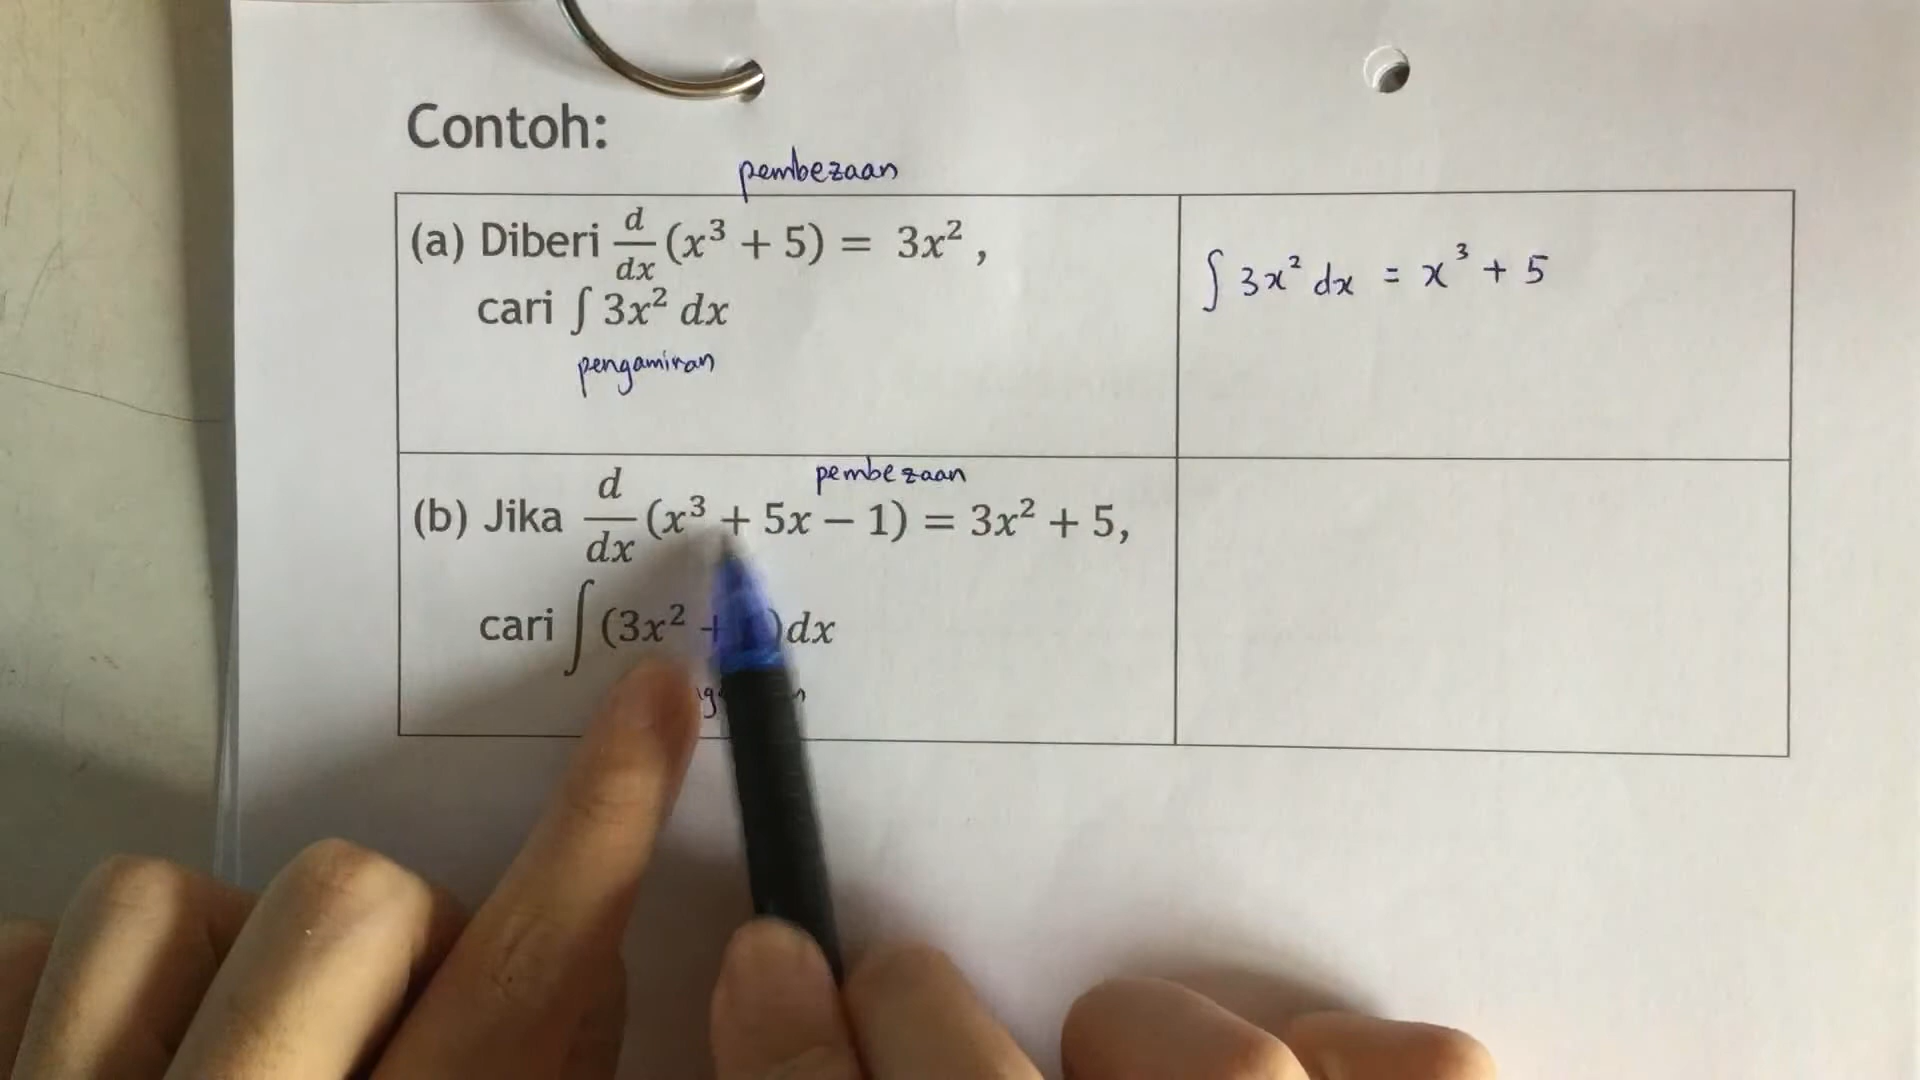 Contoh:
pembezaan
(a) Diberi d/dx (x³ + 5) = 3x²,
cari ∫ 3x² dx
pengamiran
∫ 3x² dx = x³ + 5
pembezaan
(b) Jika d/dx (x³ + 5x − 1) = 3x² + 5,
cari ∫ (3x² + )dx